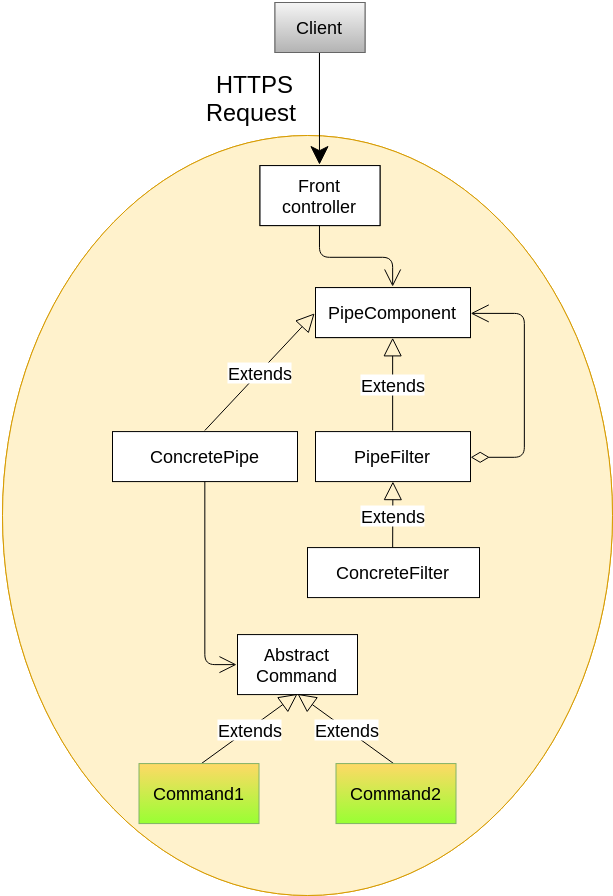 Client
HTTPS
Request
Front
controller
PipeComponent
Extends
Extends
ConcretePipe
PipeFilter
Extends
ConcreteFilter
Abstract
Command
Extends
Extends
Command1
Command2